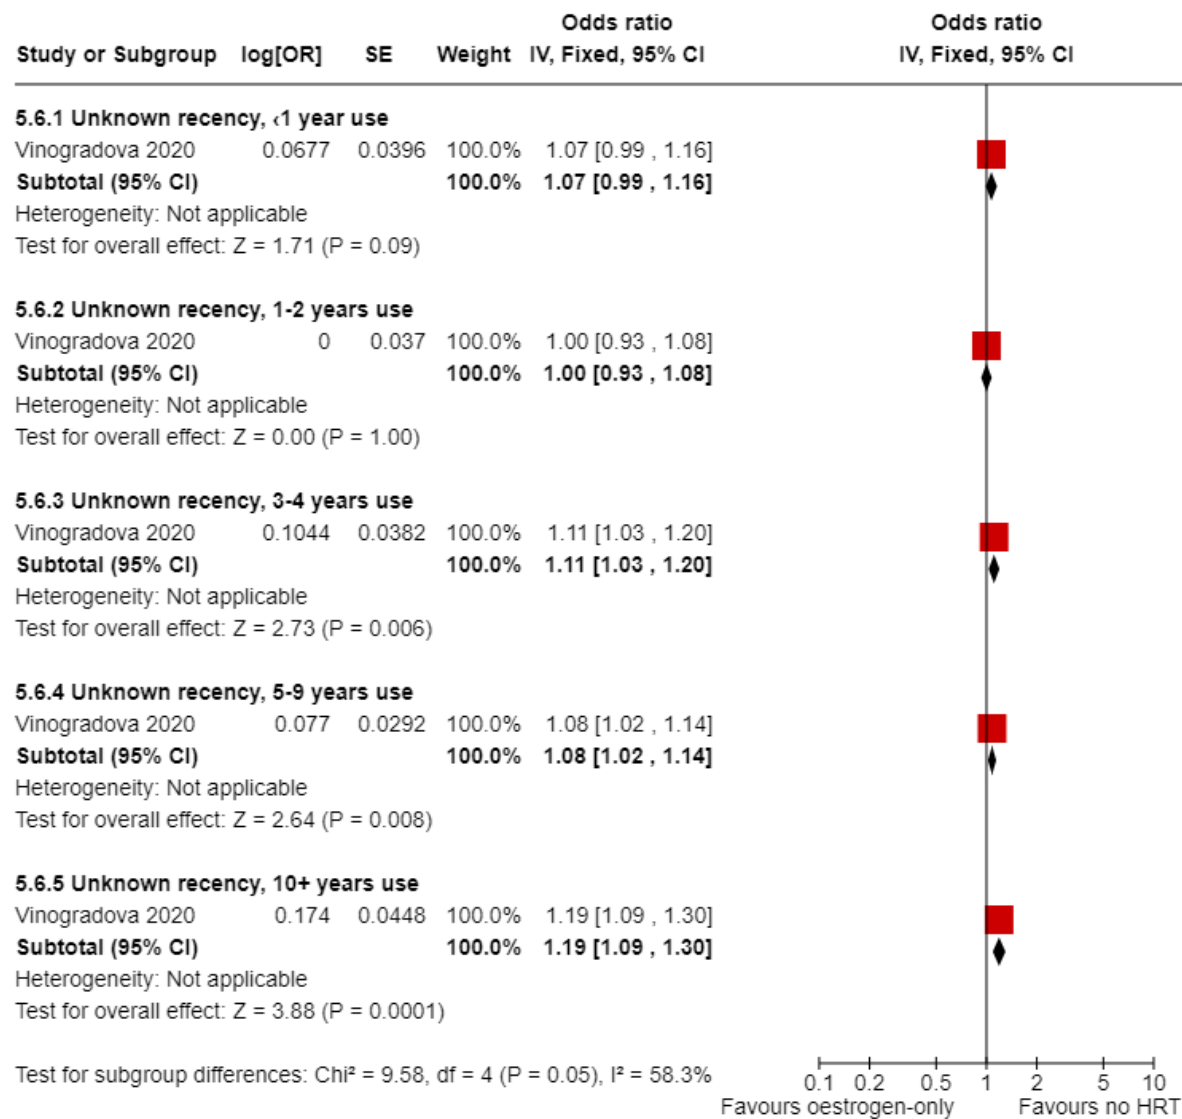 Odds ratio Odds ratio
Study or Subgroup log[OR] SE Weight IV, Fixed, 95% CI IV, Fixed, 95% CI
5.6.1 Unknown recency, ‹1 year use
Vinogradova 2020 0.0677 0.0396 100.0% 1.07 [0.99 , 1.16]
Subtotal (95% CI) 100.0% 1.07 [0.99 , 1.16]
Heterogeneity: Not applicable
Test for overall effect: Z = 1.71 (P = 0.09)
5.6.2 Unknown recency, 1-2 years use
Vinogradova 2020 0 0.037 100.0% 1.00 [0.93 , 1.08]
Subtotal (95% CI) 100.0% 1.00 [0.93 , 1.08]
Heterogeneity: Not applicable
Test for overall effect: Z = 0.00 (P = 1.00)
5.6.3 Unknown recency, 3-4 years use
Vinogradova 2020 0.1044 0.0382 100.0% 1.11 [1.03 , 1.20]
Subtotal (95% CI) 100.0% 1.11 [1.03 , 1.20]
Heterogeneity: Not applicable
Test for overall effect: Z = 2.73 (P = 0.006)
5.6.4 Unknown recency, 5-9 years use
Vinogradova 2020 0.077 0.0292 100.0% 1.08 [1.02 , 1.14]
Subtotal (95% CI) 100.0% 1.08 [1.02 , 1.14]
Heterogeneity: Not applicable
Test for overall effect: Z = 2.64 (P = 0.008)
5.6.5 Unknown recency, 10+ years use
Vinogradova 2020 0.174 0.0448 100.0% 1.19 [1.09 , 1.30]
Subtotal (95% CI) 100.0% 1.19 [1.09 , 1.30]
Heterogeneity: Not applicable
Test for overall effect: Z = 3.88 (P = 0.0001)
Test for subgroup differences: Chi² = 9.58, df = 4 (P = 0.05), I² = 58.3%
0.1 0.2 0.5 1 2 5 10
Favours oestrogen-only Favours no HRT